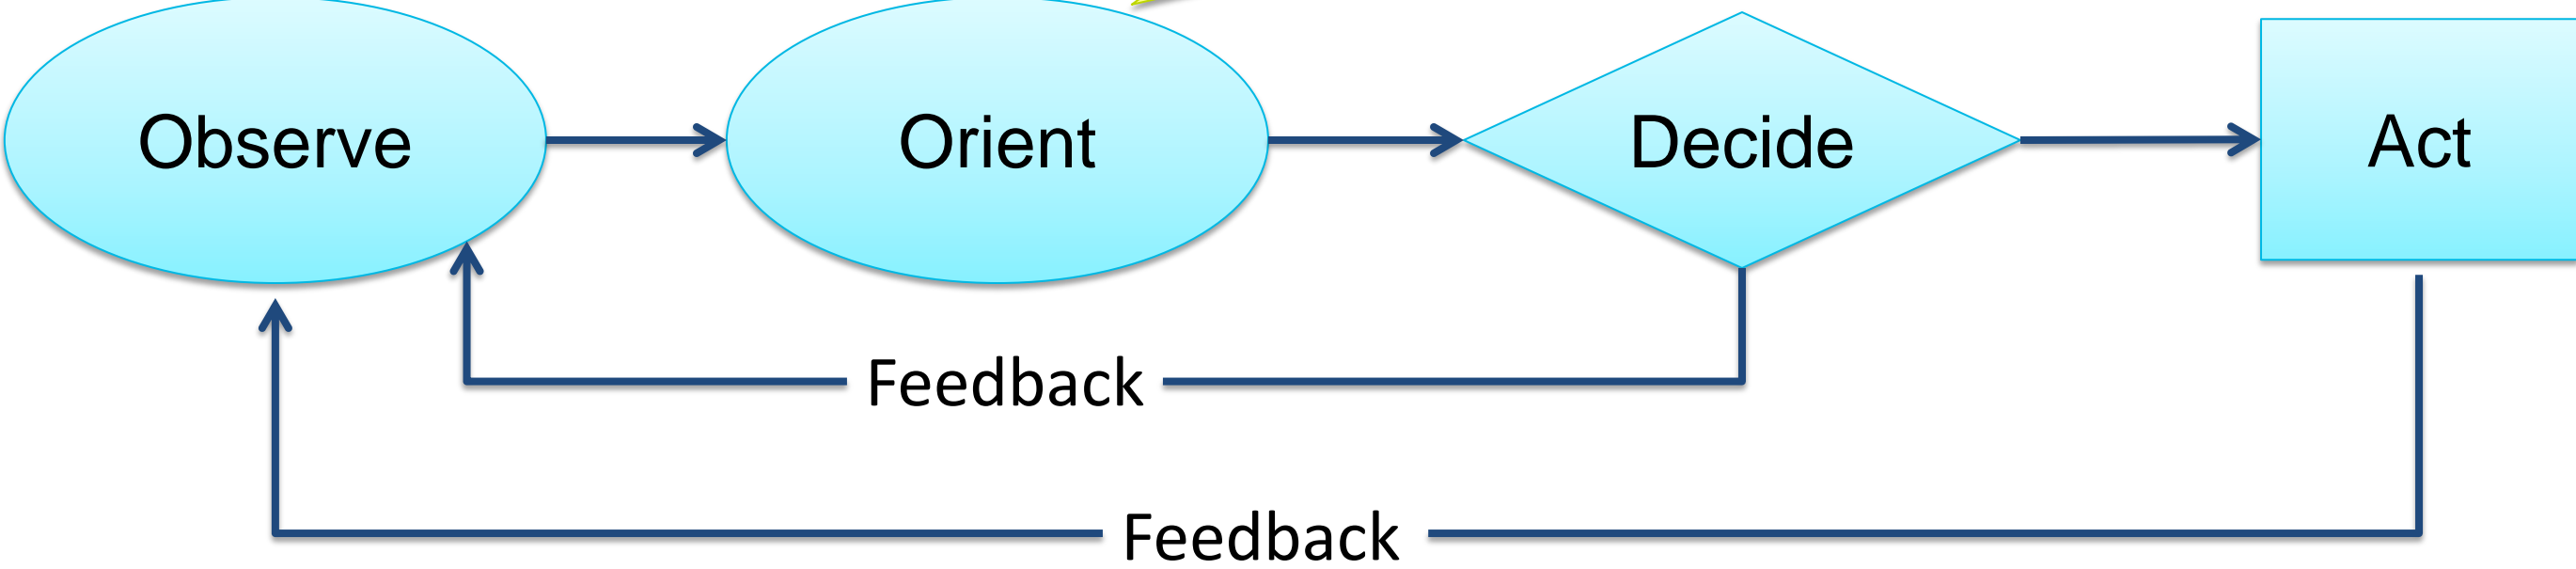 Observe
Orient
Decide
Act
Feedback
Feedback